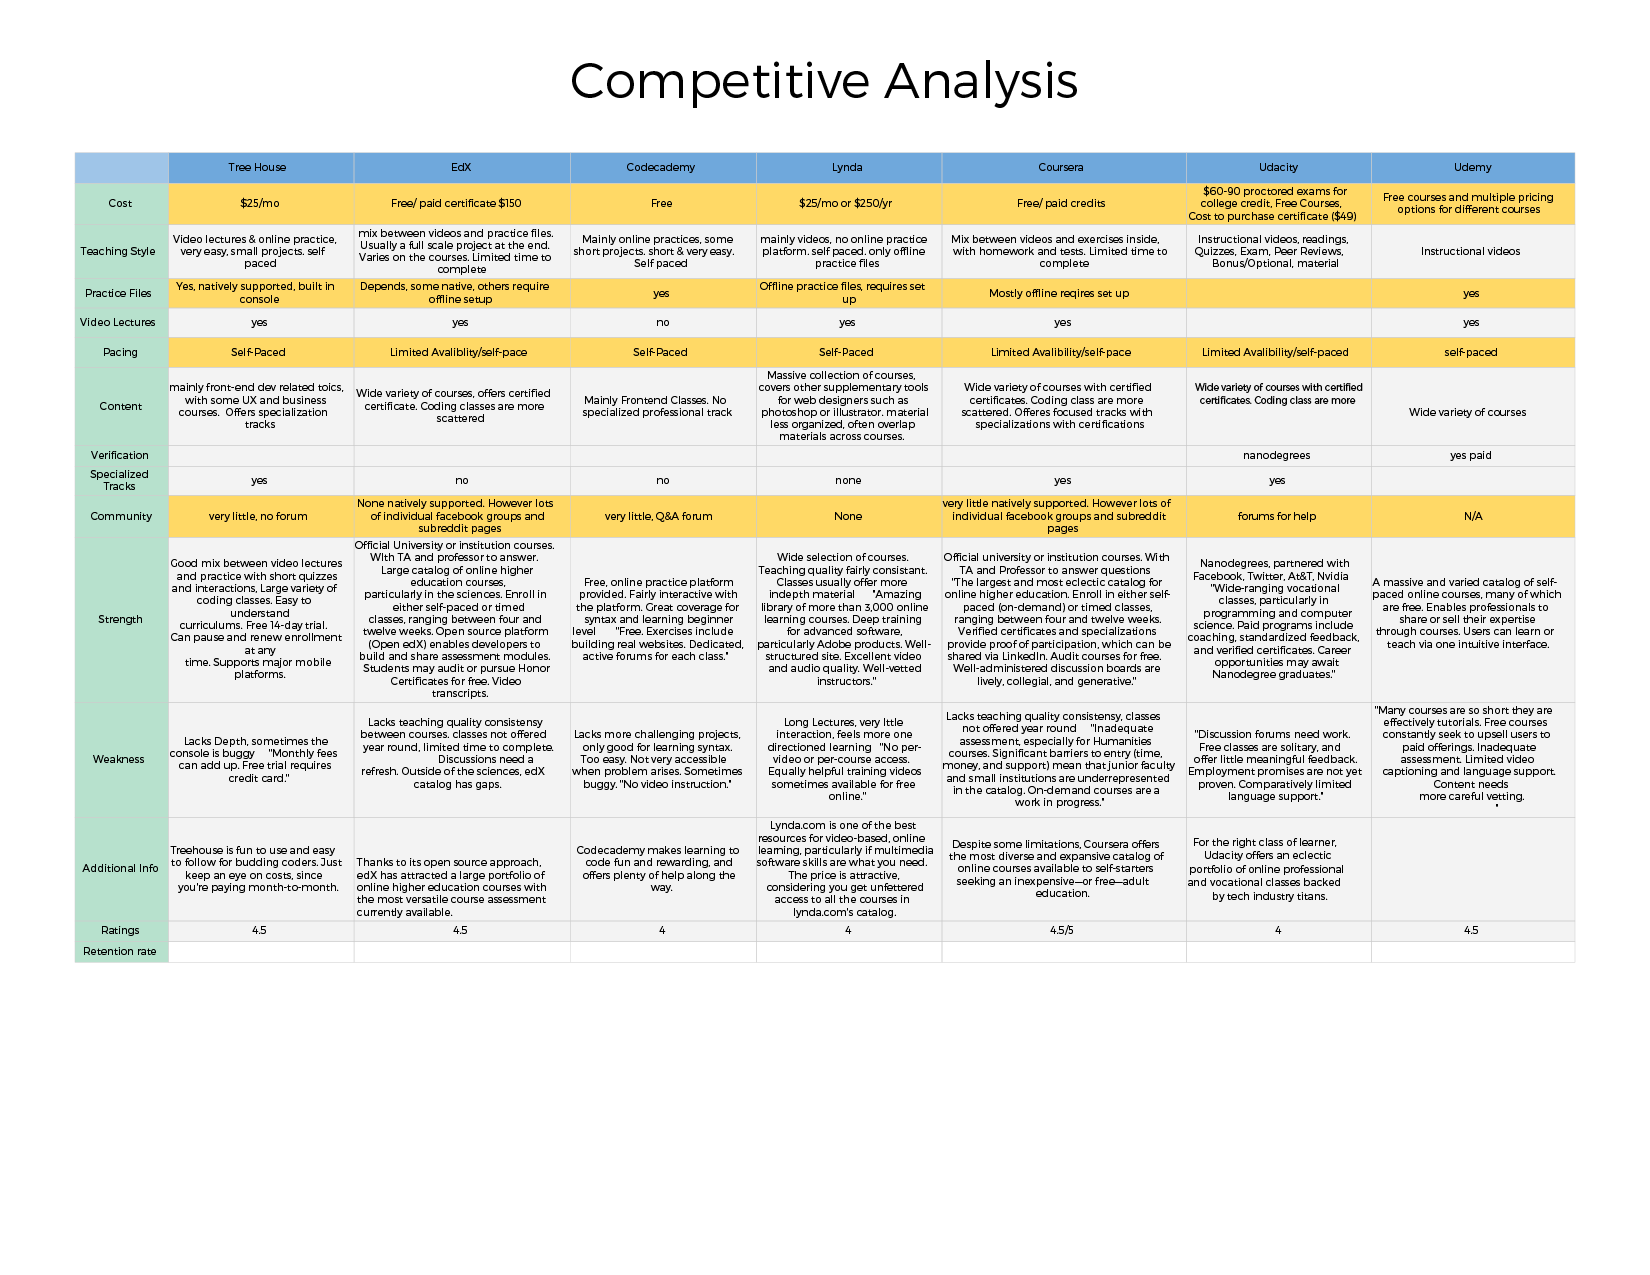 Competitive Analysis
Tree House
EdX
Codecademy
Lynda
Coursera
Udacity
Udemy
Cost
$25/mo
Free/ paid certificate $150
Free
$25/mo or $250/yr
Free/ paid credits
$60-90 proctored exams for
college credit, Free Courses,
Cost to purchase certificate ($49)
Free courses and multiple pricing
options for different courses
Teaching Style
Video lectures & online practice,
very easy, small projects. self
paced
mix between videos and practice files.
Usually a full scale project at the end.
Varies on the courses. Limited time to
complete
Mainly online practices, some
short projects. short & very easy.
Self paced
mainly videos, no online practice
platform. self paced. only offline
practice files
Mix between videos and exercises inside,
with homework and tests. Limited time to
complete
Instructional videos, readings,
Quizzes, Exam, Peer Reviews,
Bonus/Optional, material
Instructional videos
Practice Files
Yes, natively supported, built in
console
Depends, some native, others require
offline setup
yes
Offline practice files, requires set
up
Mostly offline reqires set up
yes
Video Lectures
yes
yes
no
yes
yes
yes
Pacing
Self-Paced
Limited Avaliblity/self-pace
Self-Paced
Self-Paced
Limited Avalibility/self-pace
Limited Avalibility/self-paced
self-paced
Content
mainly front-end dev related toics,
with some UX and business
courses. Offers specialization
tracks
Wide variety of courses, offers certified
certificate. Coding classes are more
scattered
Mainly Frontend Classes. No
specialized professional track
Massive collection of courses,
covers other supplementary tools
for web designers such as
photoshop or illustrator. material
less organized, often overlap
materials across courses.
Wide variety of courses with certified
certificates. Coding class are more
scattered. Offeres focused tracks with
specializations with certifications
Wide variety of courses with certified
certificates. Coding class are more
Wide variety of courses
Verification
nanodegrees
yes paid
Specialized
Tracks
yes
no
no
none
yes
yes
Community
very little, no forum
None natively supported. However lots
of individual facebook groups and
subreddit pages
very little, Q&A forum
None
very little natively supported. However lots of
individual facebook groups and subreddit
pages
forums for help
N/A
Strength
Good mix between video lectures
and practice with short quizzes
and interactions, Large variety of
coding classes. Easy to
understand
curriculums. Free 14-day trial.
Can pause and renew enrollment
at any
time. Supports major mobile
platforms.
Official University or institution courses.
With TA and professor to answer.
Large catalog of online higher
education courses,
particularly in the sciences. Enroll in
either self-paced or timed
classes, ranging between four and
twelve weeks. Open source platform
(Open edX) enables developers to
build and share assessment modules.
Students may audit or pursue Honor
Certificates for free. Video
transcripts.
Free, online practice platform
provided. Fairly interactive with
the platform. Great coverage for
syntax and learning beginner
level "Free. Exercises include
building real websites. Dedicated,
active forums for each class."
Wide selection of courses.
Teaching quality fairly consistant.
Classes usually offer more
indepth material "Amazing
library of more than 3,000 online
learning courses. Deep training
for advanced software,
particularly Adobe products. Well-
structured site. Excellent video
and audio quality. Well-vetted
instructors."
Official university or institution courses. With
TA and Professor to answer questions
"The largest and most eclectic catalog for
online higher education. Enroll in either self-
paced (on-demand) or timed classes,
ranging between four and twelve weeks.
Verified certificates and specializations
provide proof of participation, which can be
shared via LinkedIn. Audit courses for free.
Well-administered discussion boards are
lively, collegial, and generative."
Nanodegrees, partnered with
Facebook, Twitter, At&T, Nvidia
"Wide-ranging vocational
classes, particularly in
programming and computer
science. Paid programs include
coaching, standardized feedback,
and verified certificates. Career
opportunities may await
Nanodegree graduates."
A massive and varied catalog of self-
paced online courses, many of which
are free. Enables professionals to
share or sell their expertise
through courses. Users can learn or
teach via one intuitive interface.
Weakness
Lacks Depth, sometimes the
console is buggy "Monthly fees
can add up. Free trial requires
credit card."
Lacks teaching quality consistensy
between courses. classes not offered
year round, limited time to complete.
Discussions need a
refresh. Outside of the sciences, edX
catalog has gaps.
Lacks more challenging projects,
only good for learning syntax.
Too easy. Not very accessible
when problem arises. Sometimes
buggy. "No video instruction."
Long Lectures, very lttle
interaction, feels more one
directioned learning "No per-
video or per-course access.
Equally helpful training videos
sometimes available for free
online."
Lacks teaching quality consistensy, classes
not offered year round "Inadequate
assessment, especially for Humanities
courses. Significant barriers to entry (time,
money, and support) mean that junior faculty
and small institutions are underrepresented
in the catalog. On-demand courses are a
work in progress."
"Discussion forums need work.
Free classes are solitary, and
offer little meaningful feedback.
Employment promises are not yet
proven. Comparatively limited
language support."
"Many courses are so short they are
effectively tutorials. Free courses
constantly seek to upsell users to
paid offerings. Inadequate
assessment. Limited video
captioning and language support.
Content needs
more careful vetting.
"
Additional Info
Treehouse is fun to use and easy
to follow for budding coders. Just
keep an eye on costs, since
you're paying month-to-month.
Thanks to its open source approach,
edX has attracted a large portfolio of
online higher education courses with
the most versatile course assessment
currently available.
Codecademy makes learning to
code fun and rewarding, and
offers plenty of help along the
way.
Lynda.com is one of the best
resources for video-based, online
learning, particularly if multimedia
software skills are what you need.
The price is attractive,
considering you get unfettered
access to all the courses in
lynda.com's catalog.
Despite some limitations, Coursera offers
the most diverse and expansive catalog of
online courses available to self-starters
seeking an inexpensive—or free—adult
education.
For the right class of learner,
Udacity offers an eclectic
portfolio of online professional
and vocational classes backed
by tech industry titans.
Ratings
4.5
4.5
4
4
4.5/5
4
4.5
Retention rate